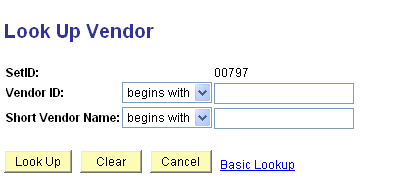 Look Up Vendor
SetID: 00797
Vendor ID: begins with
Short Vendor Name: begins with
Look Up Clear Cancel Basic Lookup